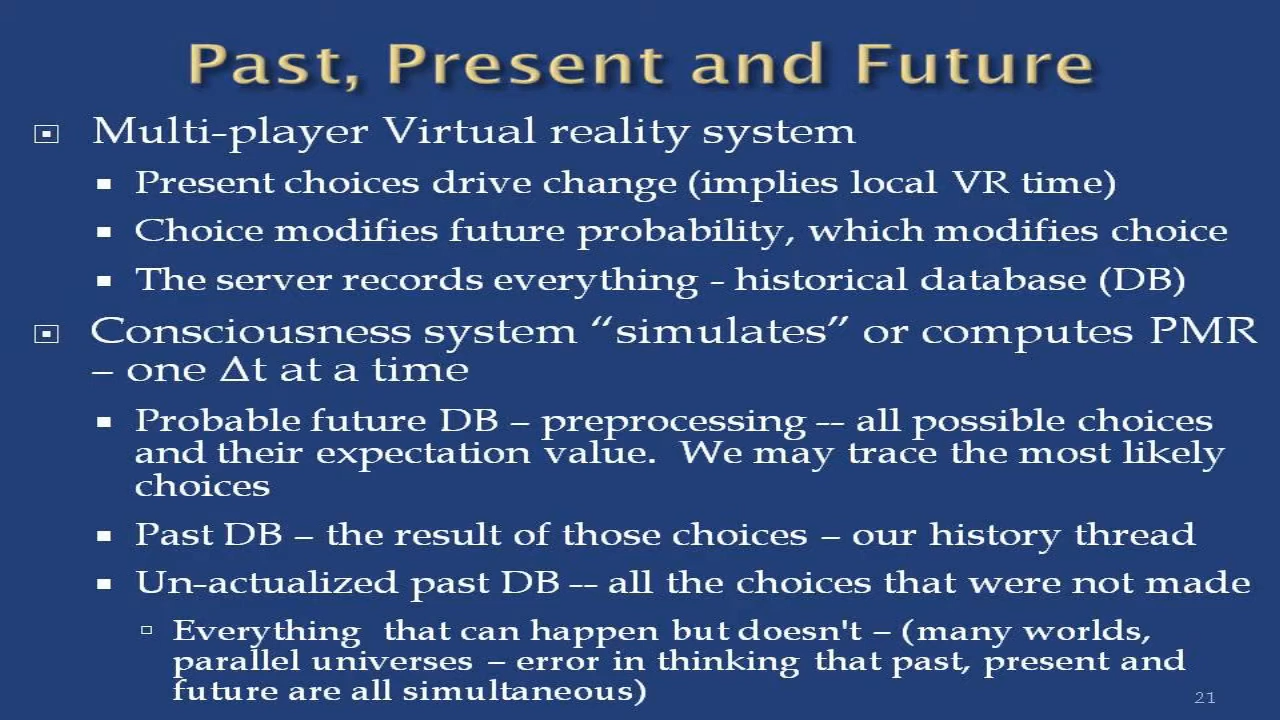 Past, Present and Future
Multi-player Virtual reality system
Present choices drive change (implies local VR time)
Choice modifies future probability, which modifies choice
The server records everything - historical database (DB)
Consciousness system “simulates” or computes PMR
– one Δt at a time
Probable future DB – preprocessing -- all possible choices
and their expectation value. We may trace the most likely
choices
Past DB – the result of those choices – our history thread
Un-actualized past DB -- all the choices that were not made
Everything that can happen but doesn't – (many worlds,
parallel universes – error in thinking that past, present and
future are all simultaneous)
21